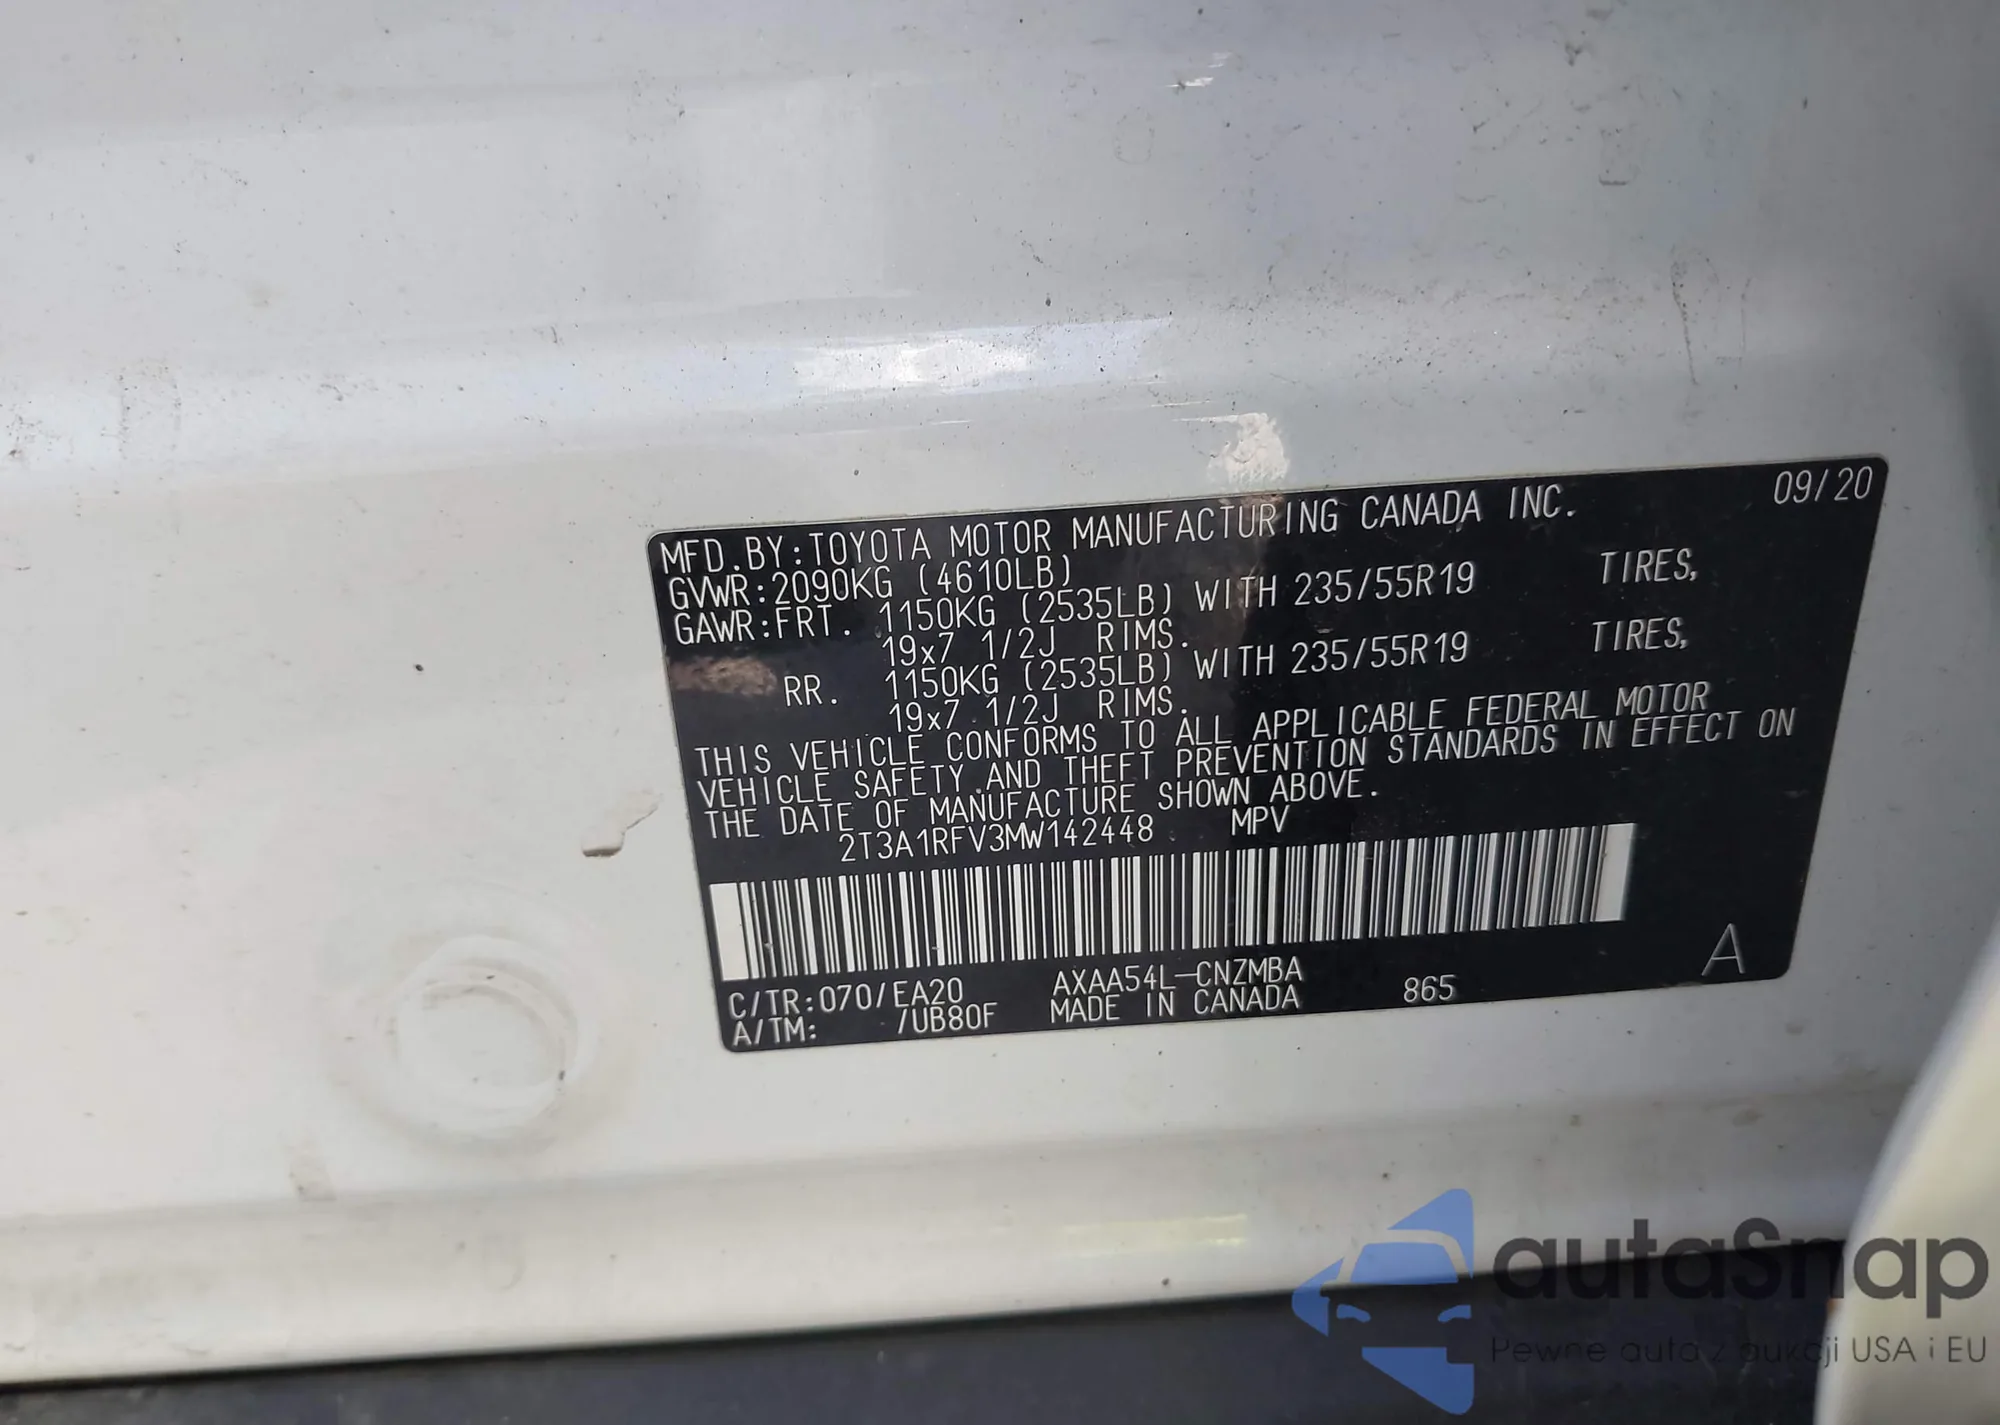 09/20
MFD.BY:TOYOTA MOTOR MANUFACTURING CANADA INC.
GVWR:2090KG (4610LB)
GAWR:FRT. 1150KG (2535LB) WITH 235/55R19 TIRES,
19x7 1/2J RIMS.
RR. 1150KG (2535LB) WITH 235/55R19 TIRES,
19x7 1/2J RIMS.
THIS VEHICLE CONFORMS TO ALL APPLICABLE FEDERAL MOTOR
VEHICLE SAFETY AND THEFT PREVENTION STANDARDS IN EFFECT ON
THE DATE OF MANUFACTURE SHOWN ABOVE.
2T3A1RFV3MW142448 MPV
A
C/TR:070/EA20 AXAA54L-CNZMBA 865
A/TM: /UB80F MADE IN CANADA
autaSnap
Pewne auta z aukcji USA i EU